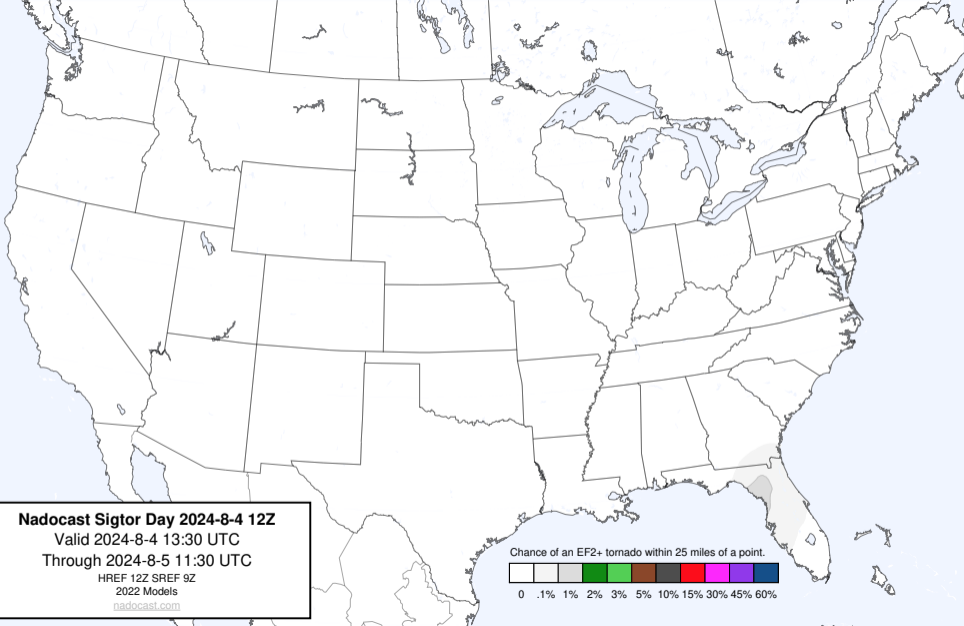 Nadocast Sigtor Day 2024-8-4 12Z
Valid 2024-8-4 13:30 UTC
Through 2024-8-5 11:30 UTC
HREF 12Z SREF 9Z
2022 Models
nadocast.com
Chance of an EF2+ tornado within 25 miles of a point.
0 .1% 1% 2% 3% 5% 10% 15% 30% 45% 60%